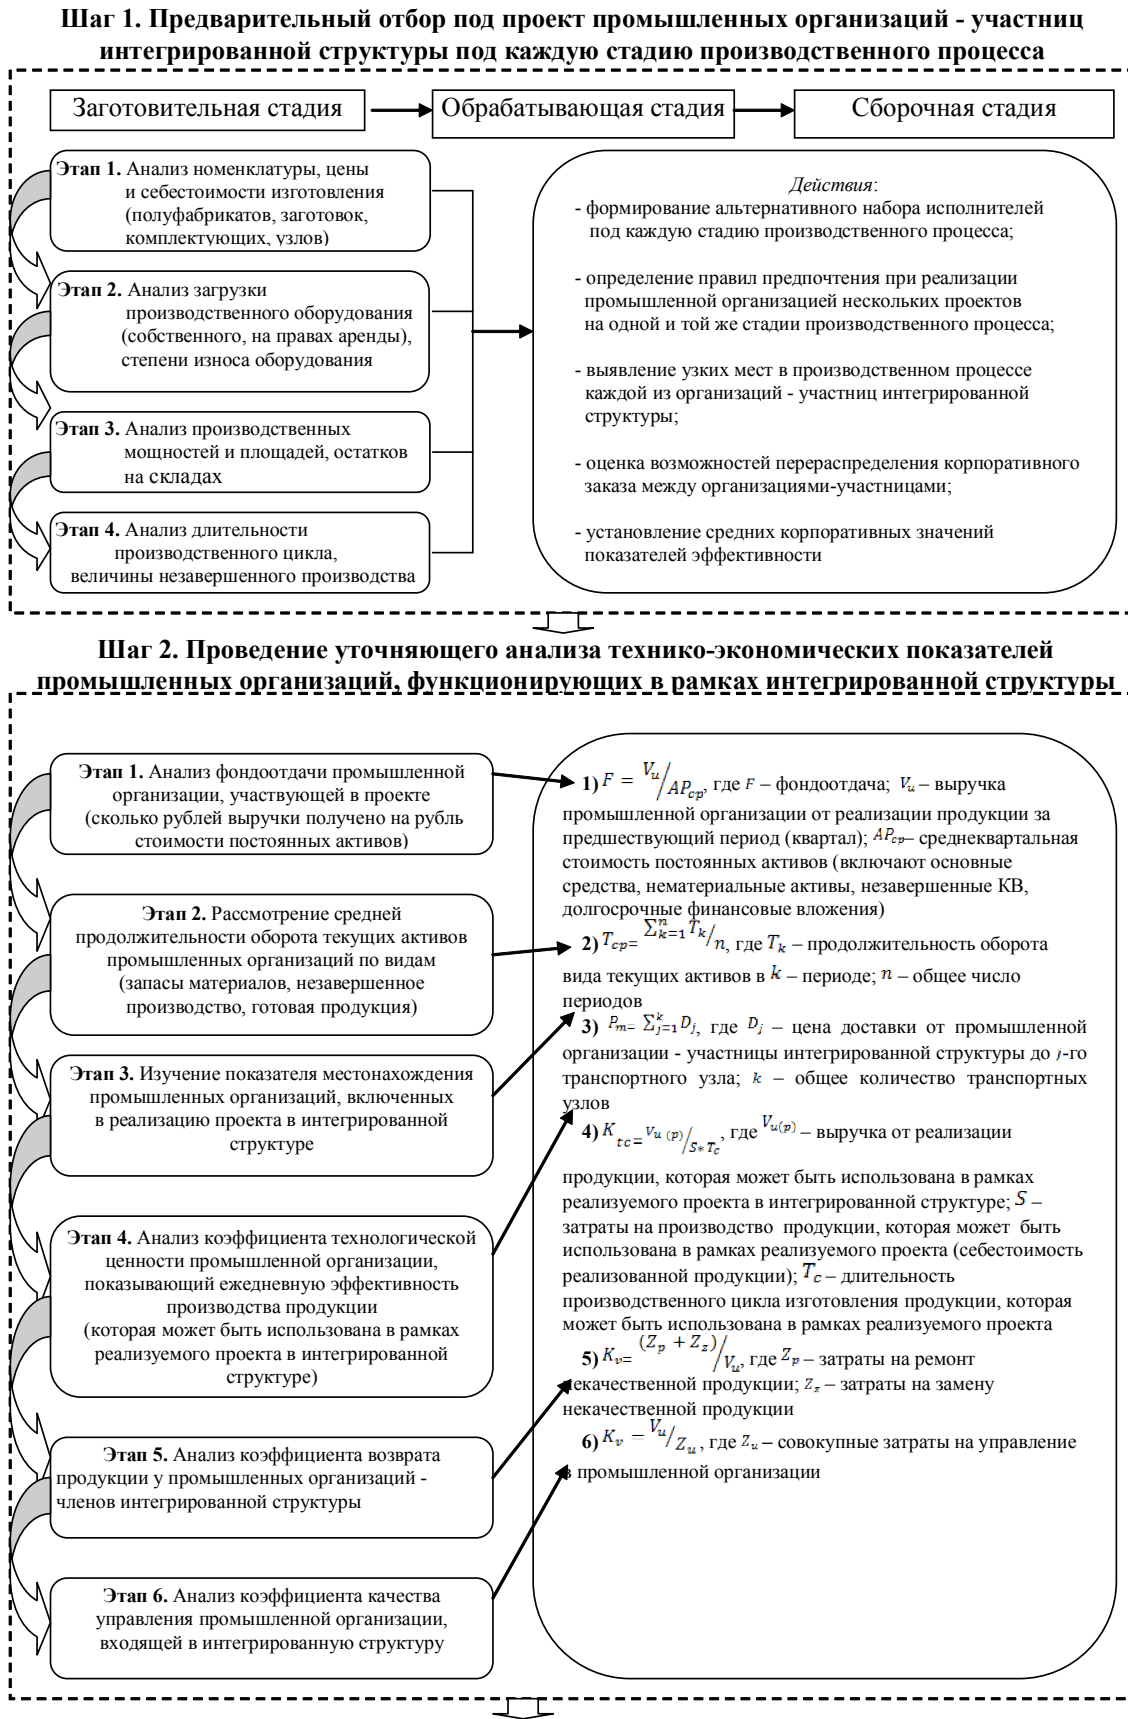 Шаг 1. Предварительный отбор под проект промышленных организаций - участниц
интегрированной структуры под каждую стадию производственного процесса
Заготовительная стадия
Обрабатывающая стадия
Сборочная стадия
Этап 1. Анализ номенклатуры, цены
и себестоимости изготовления
(полуфабрикатов, заготовок,
комплектующих, узлов)
Этап 2. Анализ загрузки
производственного оборудования
(собственного, на правах аренды),
степени износа оборудования
Этап 3. Анализ производственных
мощностей и площадей, остатков
на складах
Этап 4. Анализ длительности
производственного цикла,
величины незавершенного производства
Действия:
- формирование альтернативного набора исполнителей
под каждую стадию производственного процесса;
- определение правил предпочтения при реализации
промышленной организацией нескольких проектов
на одной и той же стадии производственного процесса;
- выявление узких мест в производственном процессе
каждой из организаций - участниц интегрированной
структуры;
- оценка возможностей перераспределения корпоративного
заказа между организациями-участницами;
- установление средних корпоративных значений
показателей эффективности
Шаг 2. Проведение уточняющего анализа технико-экономических показателей
промышленных организаций, функционирующих в рамках интегрированной структуры
Этап 1. Анализ фондоотдачи промышленной
организации, участвующей в проекте
(сколько рублей выручки получено на рубль
стоимости постоянных активов)
Этап 2. Рассмотрение средней
продолжительности оборота текущих активов
промышленных организаций по видам
(запасы материалов, незавершенное
производство, готовая продукция)
Этап 3. Изучение показателя местонахождения
промышленных организаций, включенных
в реализацию проекта в интегрированной
структуре
Этап 4. Анализ коэффициента технологической
ценности промышленной организации,
показывающий ежедневную эффективность
производства продукции
(которая может быть использована в рамках
реализуемого проекта в интегрированной
структуре)
Этап 5. Анализ коэффициента возврата
продукции у промышленных организаций -
членов интегрированной структуры
Этап 6. Анализ коэффициента качества
управления промышленной организации,
входящей в интегрированную структуру
1) F = V_u/AP_cp, где F – фондоотдача; V_u – выручка
промышленной организации от реализации продукции за
предшествующий период (квартал); AP_cp – среднеквартальная
стоимость постоянных активов (включают основные
средства, нематериальные активы, незавершенные КВ,
долгосрочные финансовые вложения)
2) T_cp = ∑_{k=1}^{n} T_k/n, где T_k – продолжительность оборота
вида текущих активов в k – периоде; n – общее число
периодов
3) P_m = ∑_{j=1}^{k} D_j, где D_j – цена доставки от промышленной
организации - участницы интегрированной структуры до j-го
транспортного узла; k – общее количество транспортных
узлов
4) K_tc = V_u (p)/S* T_c, где V_u(p) – выручка от реализации
продукции, которая может быть использована в рамках
реализуемого проекта в интегрированной структуре; S –
затраты на производство продукции, которая может быть
использована в рамках реализуемого проекта (себестоимость
реализованной продукции); T_c – длительность
производственного цикла изготовления продукции, которая
может быть использована в рамках реализуемого проекта
5) K_v = (Z_p + Z_z)/V_u, где Z_p – затраты на ремонт
некачественной продукции; Z_z – затраты на замену
некачественной продукции
6) K_v = V_u/Z_u, где Z_u – совокупные затраты на управление
в промышленной организации